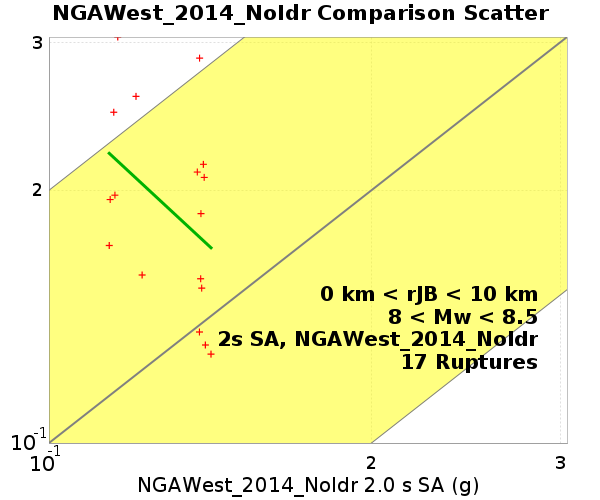 NGAWest_2014_NoIdr Comparison Scatter
3
2
10-1
0 km < rJB < 10 km
8 < Mw < 8.5
2s SA, NGAWest_2014_NoIdr
17 Ruptures
10-1
2
3
NGAWest_2014_NoIdr 2.0 s SA (g)